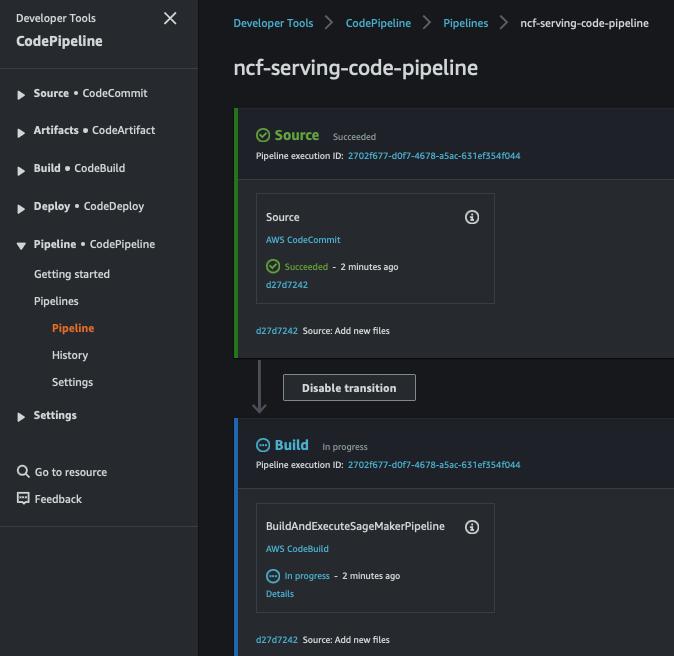 Developer Tools
CodePipeline
Source • CodeCommit
Artifacts • CodeArtifact
Build • CodeBuild
Deploy • CodeDeploy
Pipeline • CodePipeline
Getting started
Pipelines
Pipeline
History
Settings
Settings
Go to resource
Feedback
Developer Tools > CodePipeline > Pipelines > ncf-serving-code-pipeline
ncf-serving-code-pipeline
Source Succeeded
Pipeline execution ID: 2702f677-d0f7-4678-a5ac-631ef354f044
Source
AWS CodeCommit
Succeeded - 2 minutes ago
d27d7242
d27d7242 Source: Add new files
Disable transition
Build In progress
Pipeline execution ID: 2702f677-d0f7-4678-a5ac-631ef354f044
BuildAndExecuteSageMakerPipeline
AWS CodeBuild
In progress - 2 minutes ago
Details
d27d7242 Source: Add new files